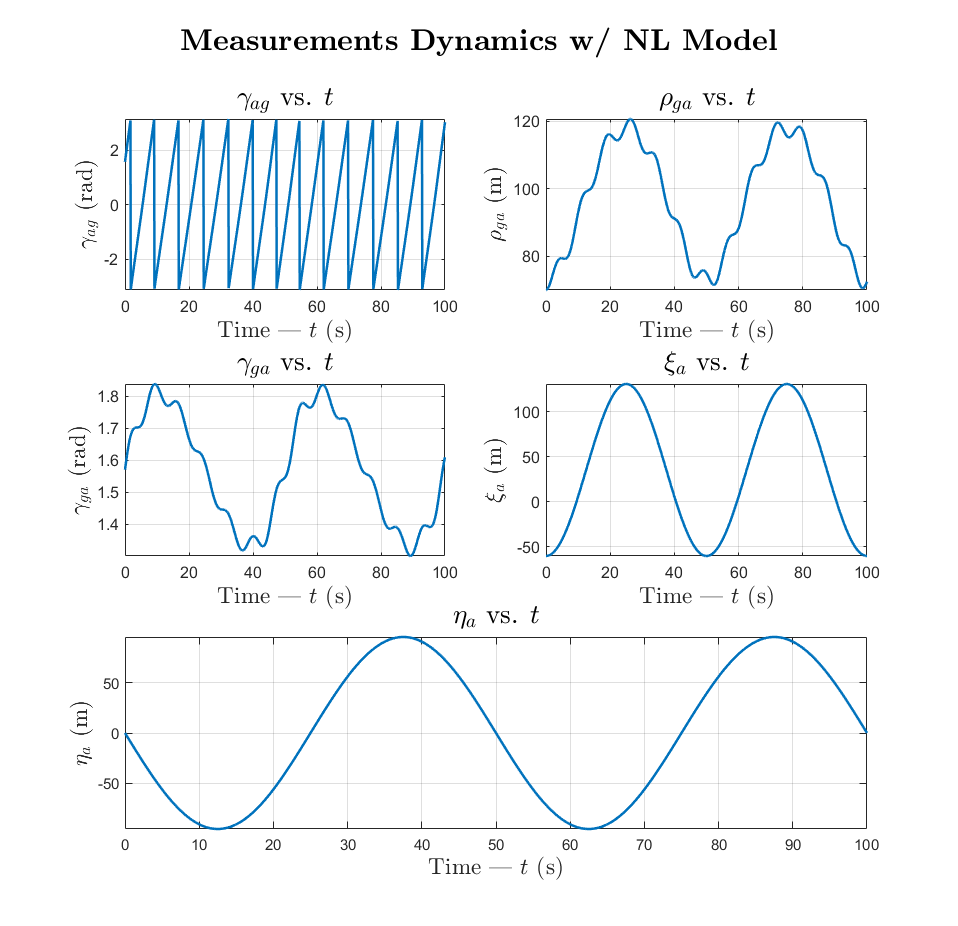 Measurements Dynamics w/ NL Model
γ_ag vs. t
γ_ag (rad)
2
0
-2
0 20 40 60 80 100
Time — t (s)
ρ_ga vs. t
ρ_ga (m)
120
100
80
0 20 40 60 80 100
Time — t (s)
γ_ga vs. t
γ_ga (rad)
1.8
1.7
1.6
1.5
1.4
0 20 40 60 80 100
Time — t (s)
ξ_a vs. t
ξ_a (m)
100
50
0
-50
0 20 40 60 80 100
Time — t (s)
η_a vs. t
η_a (m)
50
0
-50
0 10 20 30 40 50 60 70 80 90 100
Time — t (s)